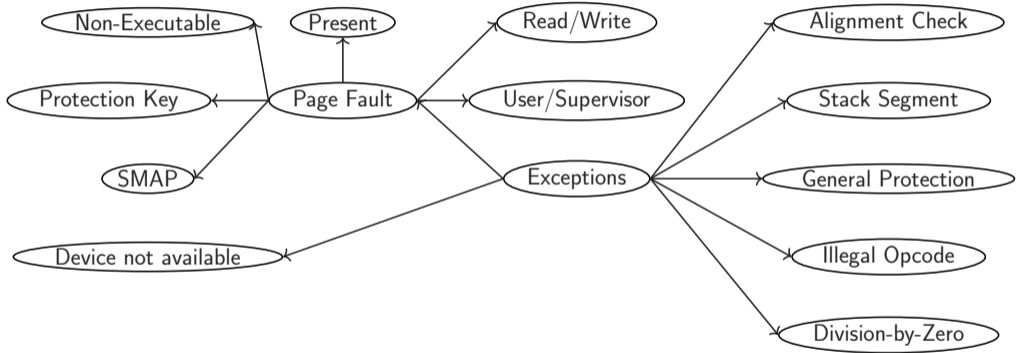 Non-Executable
Present
Read/Write
Alignment Check
Protection Key
Page Fault
User/Supervisor
Stack Segment
SMAP
Exceptions
General Protection
Device not available
Illegal Opcode
Division-by-Zero